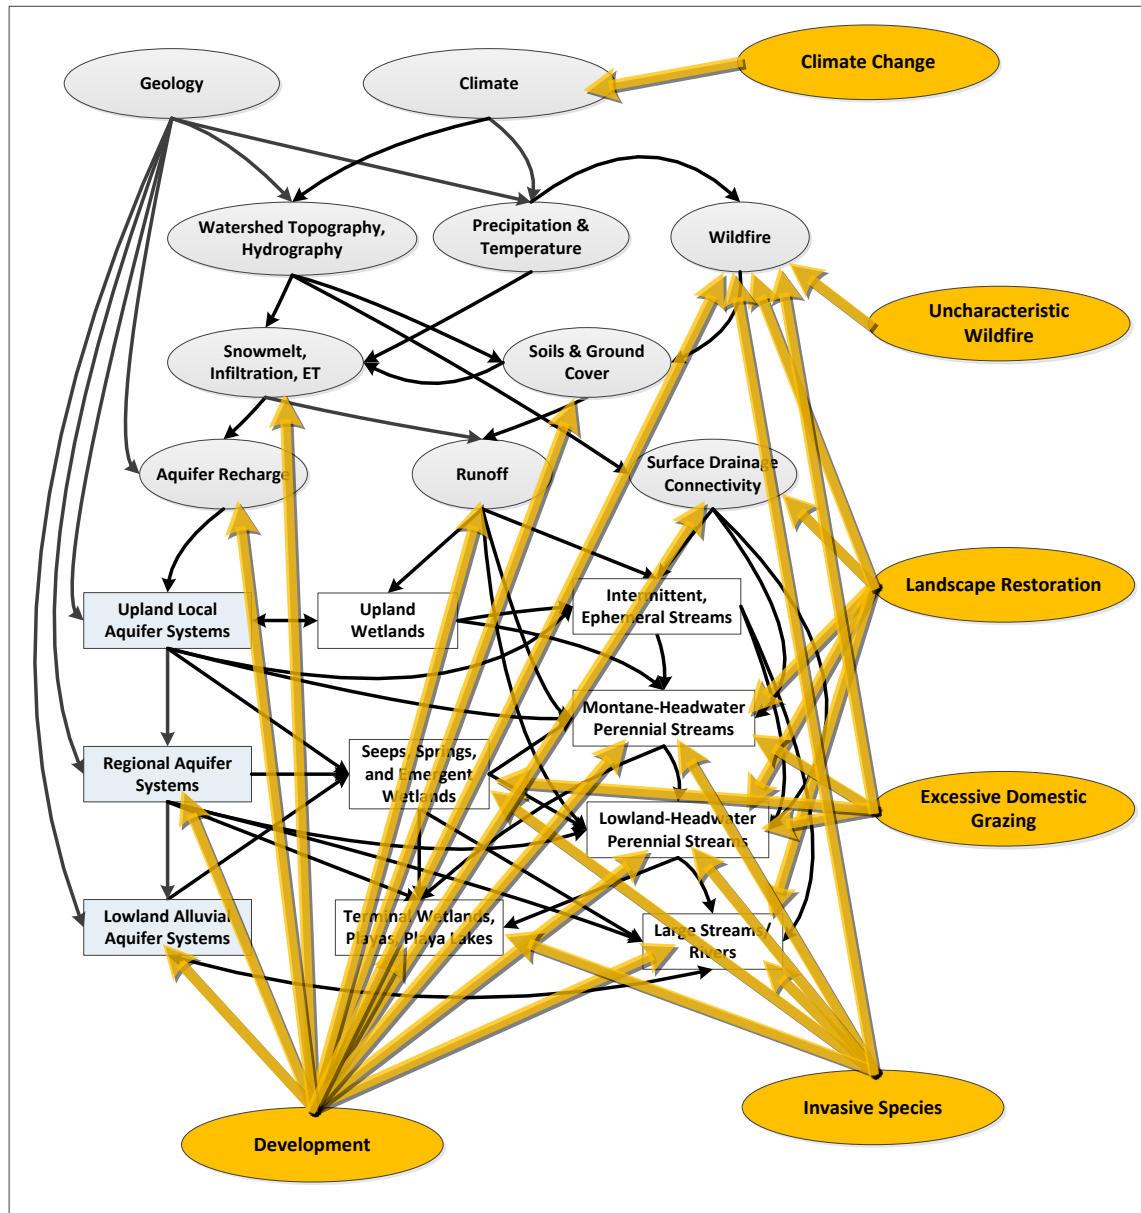 Geology
Climate
Climate Change
Watershed Topography,
Hydrography
Precipitation &
Temperature
Wildfire
Uncharacteristic
Wildfire
Snowmelt,
Infiltration, ET
Soils & Ground
Cover
Aquifer Recharge
Runoff
Surface Drainage
Connectivity
Landscape Restoration
Upland Local
Aquifer Systems
Upland
Wetlands
Intermittent,
Ephemeral Streams
Montane-Headwater
Perennial Streams
Regional Aquifer
Systems
Seeps, Springs,
and Emergent
Wetlands
Lowland-Headwater
Perennial Streams
Excessive Domestic
Grazing
Lowland Alluvial
Aquifer Systems
Terminal Wetlands,
Playas, Playa Lakes
Large Streams/
Rivers
Invasive Species
Development